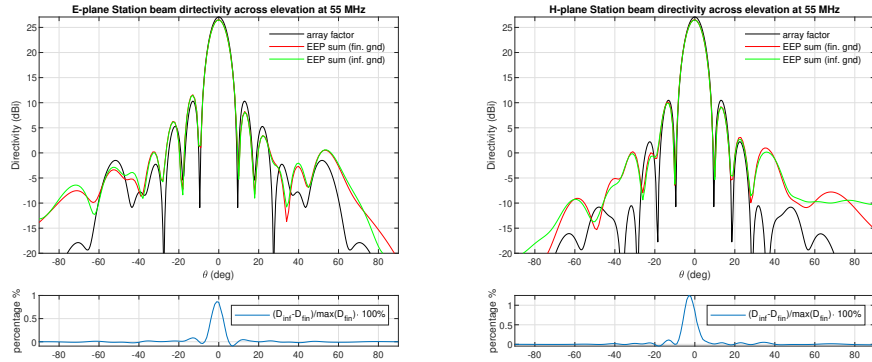 E-plane Station beam dirtectivity across elevation at 55 MHz
25
20
15
10
5
0
-5
-10
-15
-20
Directivity (dBi)
array factor
EEP sum (fin. gnd)
EEP sum (inf. gnd)
-80 -60 -40 -20 0 20 40 60 80
θ (deg)
1
0.5
0
percentage %
(D_inf-D_fin)/max(D_fin)· 100%
-80 -60 -40 -20 0 20 40 60 80
H-plane Station beam directivity across elevation at 55 MHz
25
20
15
10
5
0
-5
-10
-15
-20
Directivity (dBi)
array factor
EEP sum (fin. gnd)
EEP sum (inf. gnd)
-80 -60 -40 -20 0 20 40 60 80
θ (deg)
1
0.5
0
percentage %
(D_inf-D_fin)/max(D_fin)· 100%
-80 -60 -40 -20 0 20 40 60 80